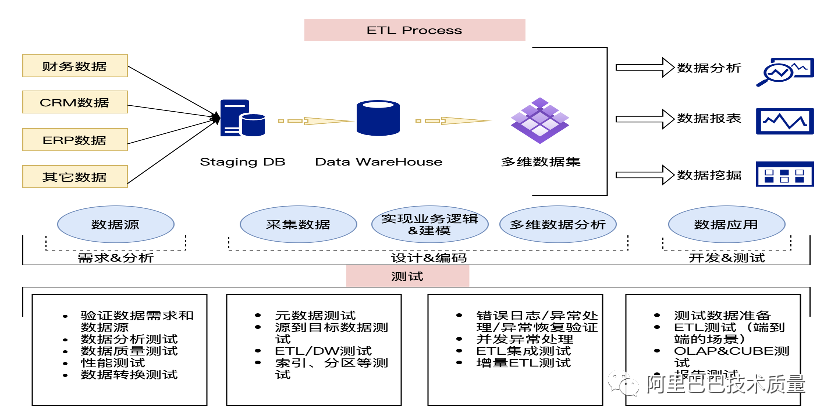 ETL Process
财务数据
CRM数据
ERP数据
其它数据
Staging DB
Data WareHouse
多维数据集
数据分析
数据报表
数据挖掘
数据源
采集数据
实现业务逻辑
&建模
多维数据分析
数据应用
需求&分析
设计&编码
开发&测试
测试
• 验证数据需求和
数据源
• 数据分析测试
• 数据质量测试
• 性能测试
• 数据转换测试
• 元数据测试
• 源到目标数据测
试
• ETL/DW测试
• 索引、分区等测
试
• 错误日志/异常处
理/异常恢复验证
• 并发异常处理
• ETL集成测试
• 增量ETL测试
• 测试数据准备
• ETL测试（端到
端的场景）
• OLAP&CUBE测
试
• 报告测试
阿里巴巴技术质量